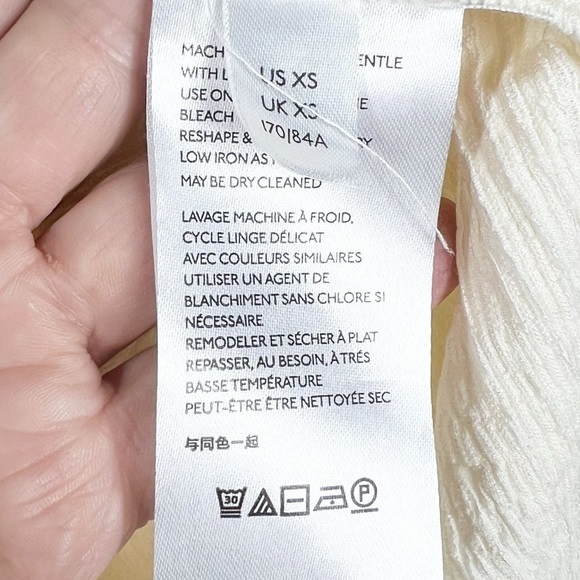 US XS
UK XS
170/84A
MACH ENTLE
WITH L
USE ON
BLEACH
RESHAPE &
LOW IRON AS
MAY BE DRY CLEANED
LAVAGE MACHINE À FROID,
CYCLE LINGE DÉLICAT
AVEC COULEURS SIMILAIRES
UTILISER UN AGENT DE
BLANCHIMENT SANS CHLORE SI
NÉCESSAIRE
REMODELER ET SÉCHER À PLAT
REPASSER, AU BESOIN, À TRÉS
BASSE TEMPÉRATURE
PEUT-ÊTRE ÊTRE NETTOYÉE SEC
与同色一起
30 P